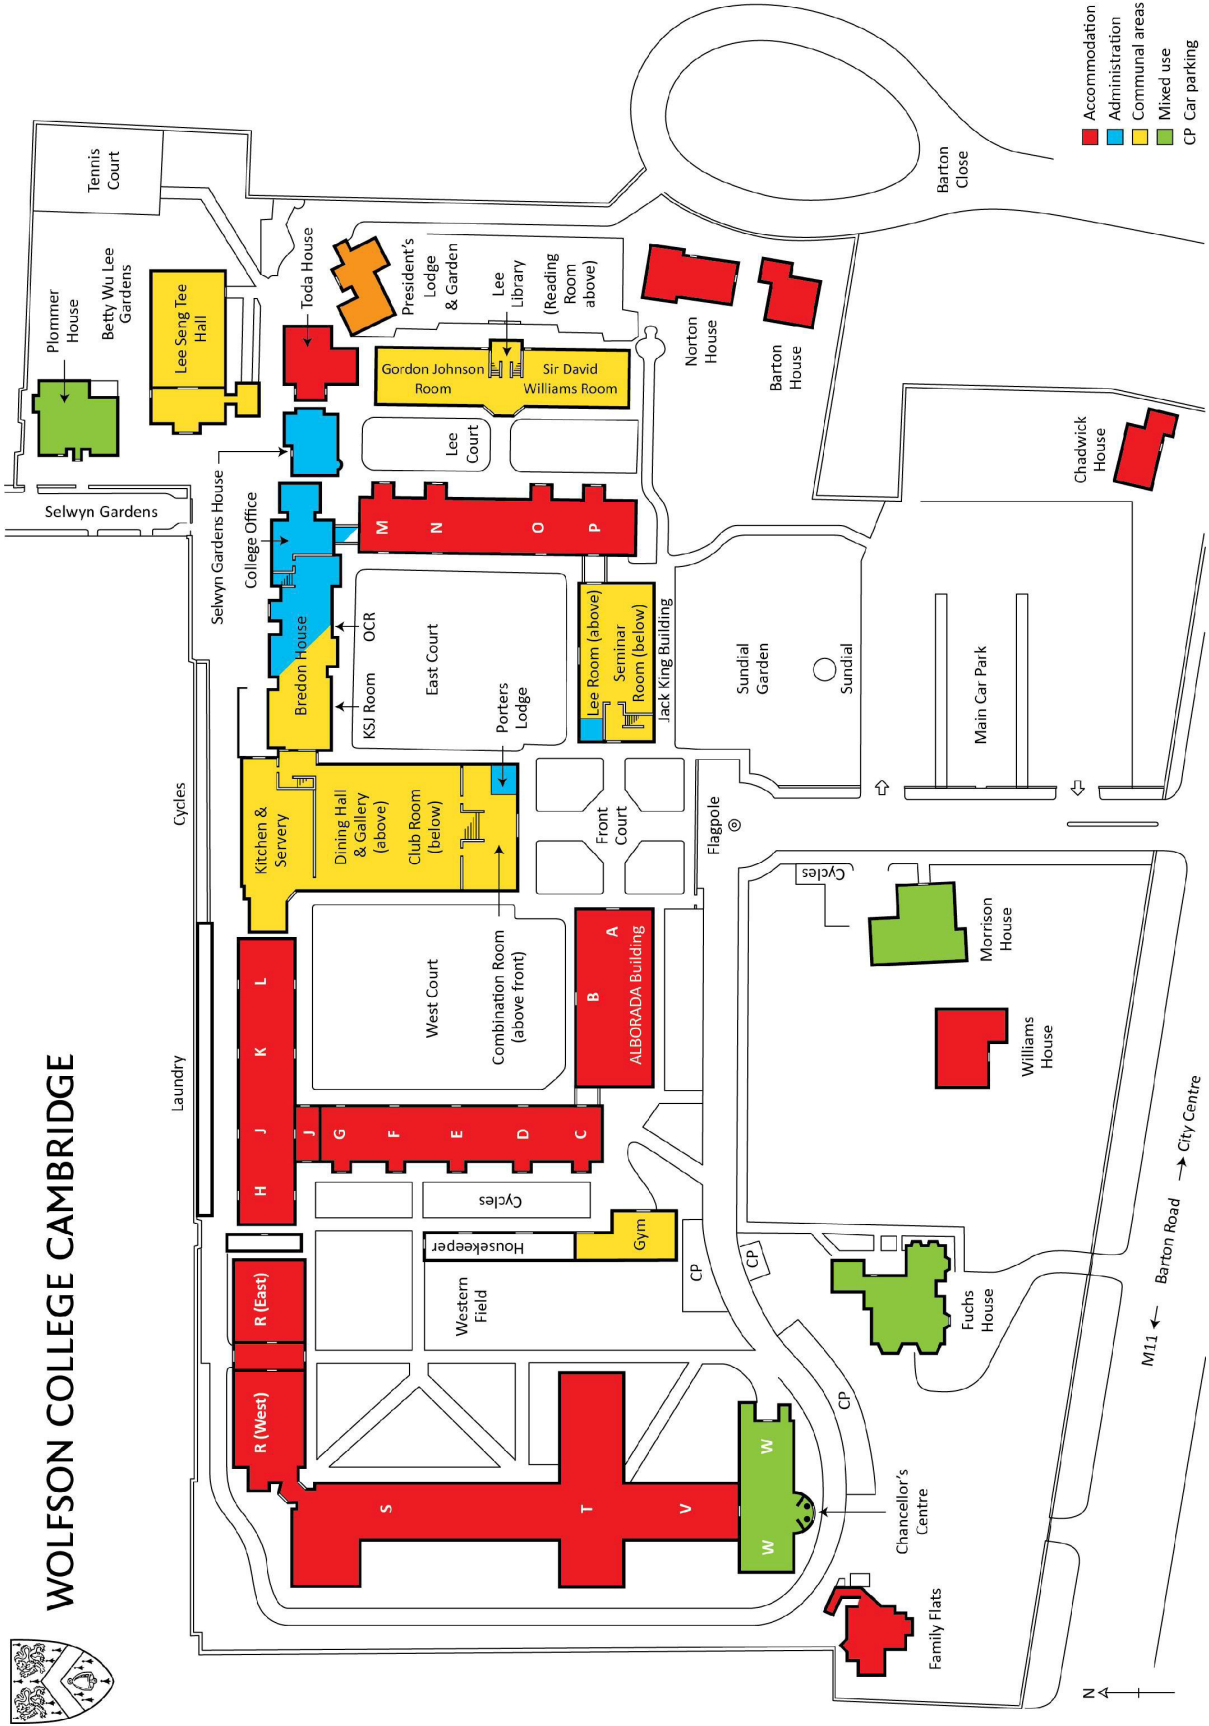 WOLFSON COLLEGE CAMBRIDGE
Laundry
Cycles
Selwyn Gardens
Plommer
House
Betty Wu Lee
Gardens
Tennis
Court
Lee Seng Tee
Hall
Selwyn Gardens House
College Office
Toda House
R (West)
R (East)
H
J
K
L
Kitchen &
Servery
Bredon House
KSJ Room
OCR
President's
Lodge
& Garden
J
G
F
E
D
C
Dining Hall
& Gallery
(above)
Club Room
(below)
M
N
O
P
Gordon Johnson
Room
Lee
Library
Sir David
Williams Room
(Reading
Room
above)
Lee
Court
S
T
V
W
W
Cycles
Housekeeper
Western
Field
Gym
West Court
Combination Room
(above front)
Porters
Lodge
East Court
B
A
ALBORADA Building
Front
Court
Lee Room (above)
Seminar
Room (below)
Jack King Building
Norton
House
Barton
House
CP
CP
CP
Flagpole
Sundial
Garden
Sundial
Cycles
Chancellor's
Centre
Fuchs
House
Morrison
House
Williams
House
Main Car Park
Chadwick
House
Barton
Close
Family Flats
M11
Barton Road
City Centre
N
Accommodation
Administration
Communal areas
Mixed use
CP Car parking